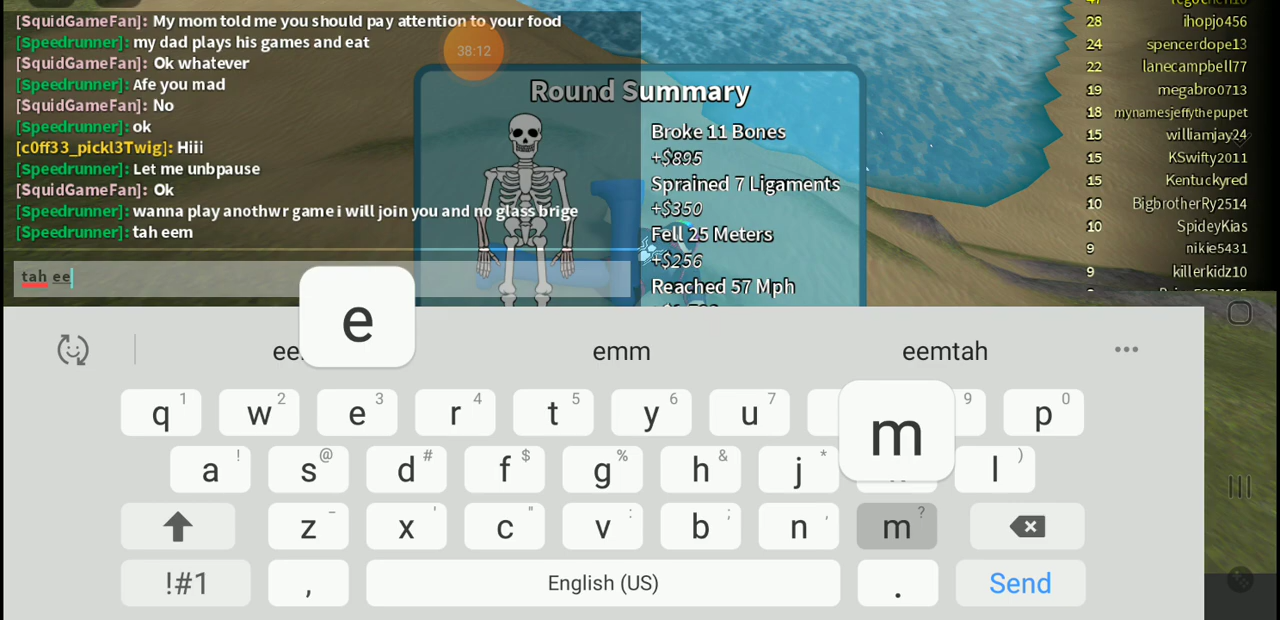 [SquidGameFan]: My mom told me you should pay attention to your food
[Speedrunner]: my dad plays his games and eat
[SquidGameFan]: Ok whatever
[Speedrunner]: Afe you mad
[SquidGameFan]: No
[Speedrunner]: ok
[c0ff33_pickl3Twig]: Hiii
[Speedrunner]: Let me unbpause
[SquidGameFan]: Ok
[Speedrunner]: wanna play anothwr game i will join you and no glass brige
[Speedrunner]: tah eem
tah ee
38:12
Round Summary
Broke 11 Bones
+$895
Sprained 7 Ligaments
+$350
Fell 25 Meters
+$256
Reached 57 Mph
28 ihopjo456
24 spencerdope13
22 lanecampbell77
19 megabro0713
18 mynamesjeffythepupet
15 williamjay24
15 KSwifty2011
15 Kentuckyred
10 BigbrotherRy2514
10 SpideyKias
9 nikie5431
9 killerkidz10
e
emm
eemtah
•••
q 1 w 2 e 3 r 4 t 5 y 6 u 7 9 p 0
m
a ! s @ d # f $ g % h & j * l )
z - x ' c " v : b ; n , m ?
!#1 , English (US) . Send